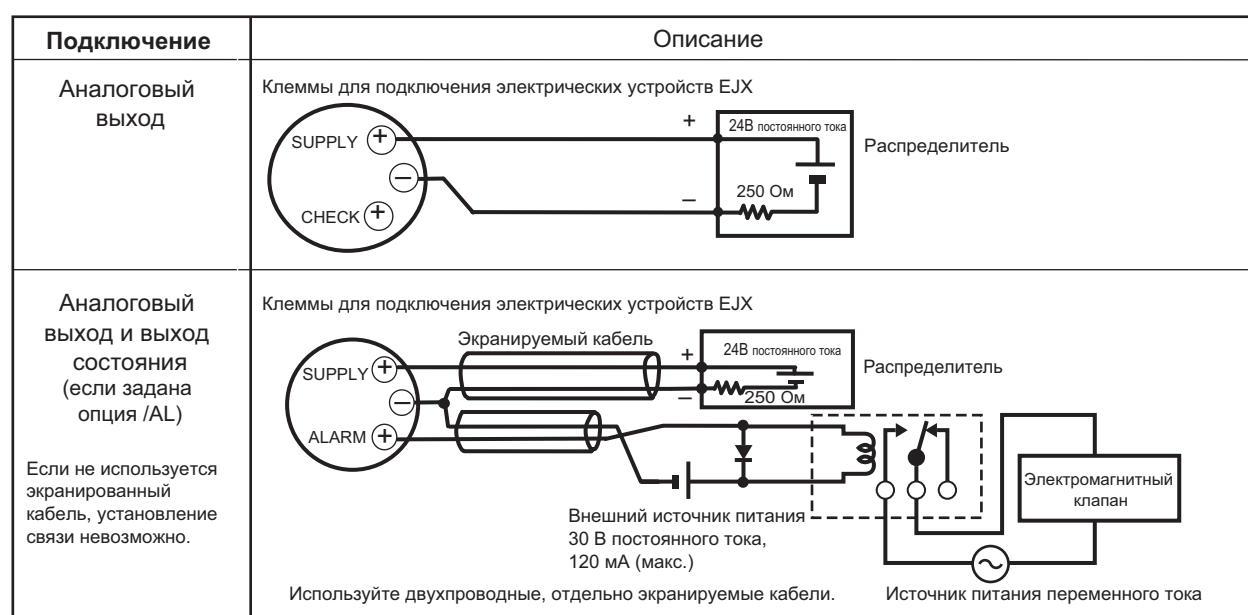 Подключение
Описание
Аналоговый
выход
Клеммы для подключения электрических устройств EJX
SUPPLY +
–
CHECK +
+
–
24В постоянного тока
250 Ом
Распределитель
Аналоговый
выход и выход
состояния
(если задана
опция /AL)
Если не используется
экранированный
кабель, установление
связи невозможно.
Клеммы для подключения электрических устройств EJX
Экранируемый кабель
SUPPLY +
–
ALARM +
+
–
24В постоянного тока
250 Ом
Распределитель
Электромагнитный
клапан
Внешний источник питания
30 В постоянного тока,
120 мА (макс.)
Используйте двухпроводные, отдельно экранируемые кабели.
Источник питания переменного тока